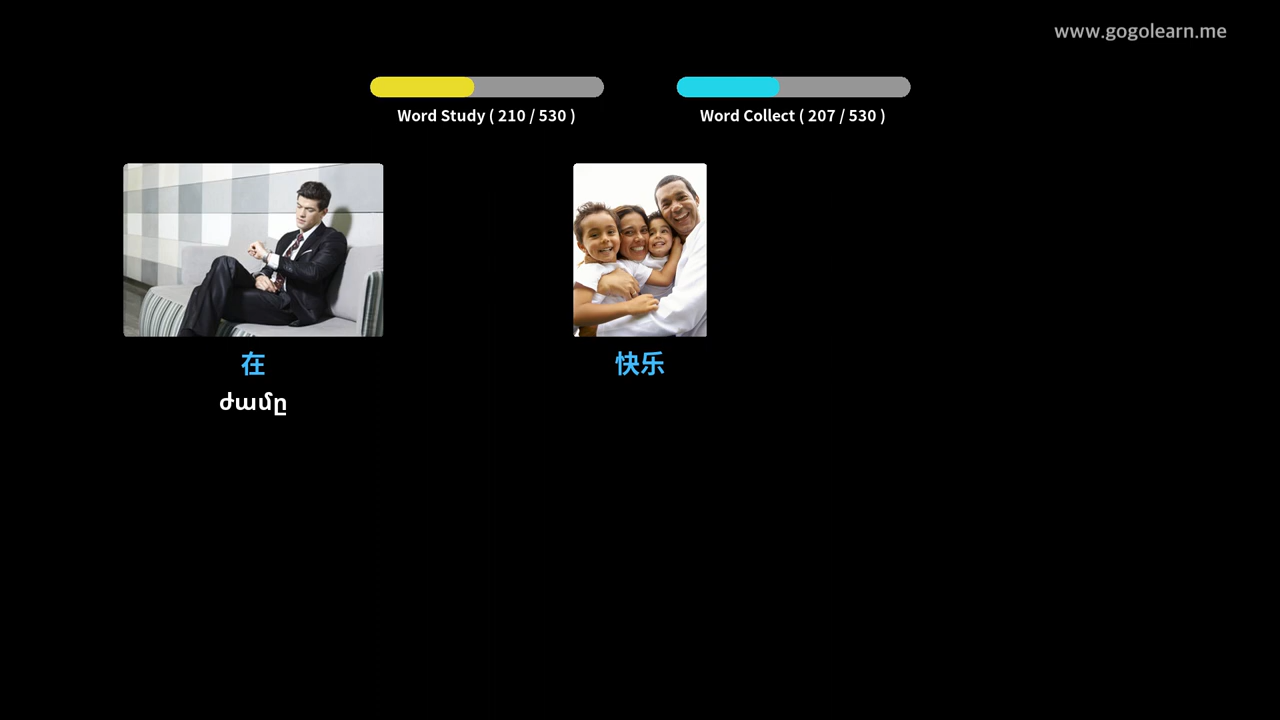 www.gogolearn.me
Word Study ( 210 / 530 )
Word Collect ( 207 / 530 )
在
快乐
ժամը